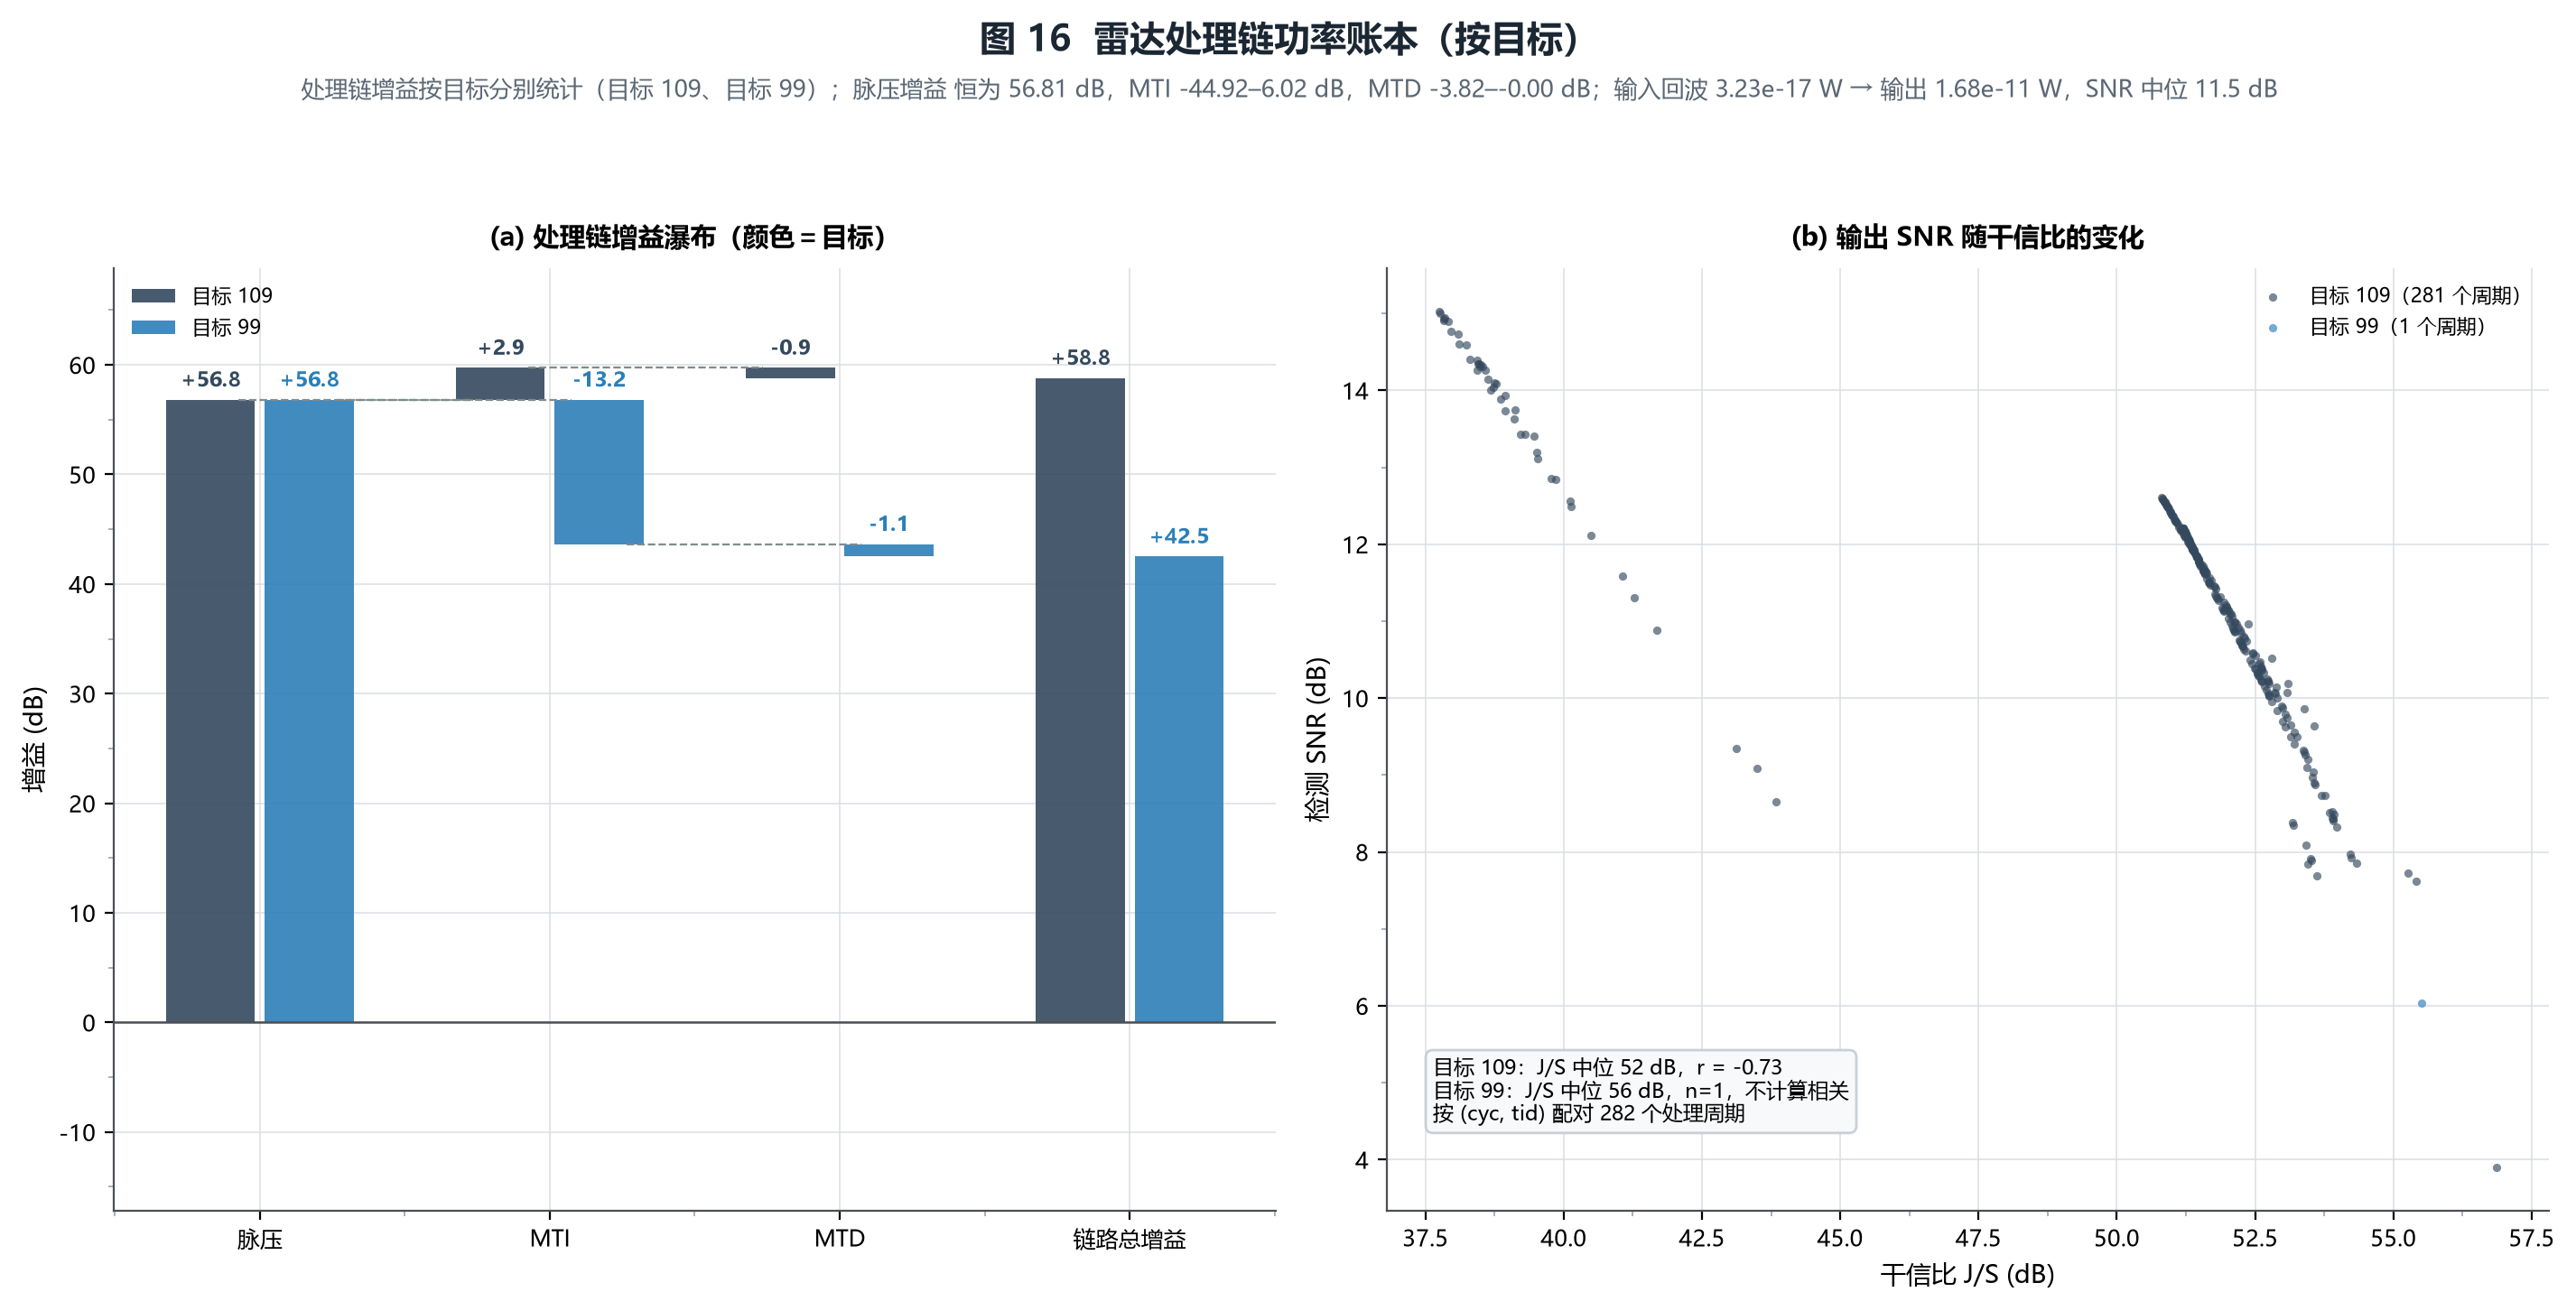 图 16 雷达处理链功率账本（按目标）
处理链增益按目标分别统计（目标 109、目标 99）；脉压增益 恒为 56.81 dB，MTI -44.92–6.02 dB，MTD -3.82–-0.00 dB；输入回波 3.23e-17 W → 输出 1.68e-11 W，SNR 中位 11.5 dB
(a) 处理链增益瀑布（颜色＝目标）
目标 109
目标 99
+56.8
+56.8
+2.9
-13.2
-0.9
-1.1
+58.8
+42.5
增益 (dB)
60
50
40
30
20
10
0
-10
脉压
MTI
MTD
链路总增益
(b) 输出 SNR 随干信比的变化
目标 109（281 个周期）
目标 99（1 个周期）
检测 SNR (dB)
14
12
10
8
6
4
目标 109：J/S 中位 52 dB，r = -0.73
目标 99：J/S 中位 56 dB，n=1，不计算相关
按 (cyc, tid) 配对 282 个处理周期
37.5
40.0
42.5
45.0
47.5
50.0
52.5
55.0
57.5
干信比 J/S (dB)